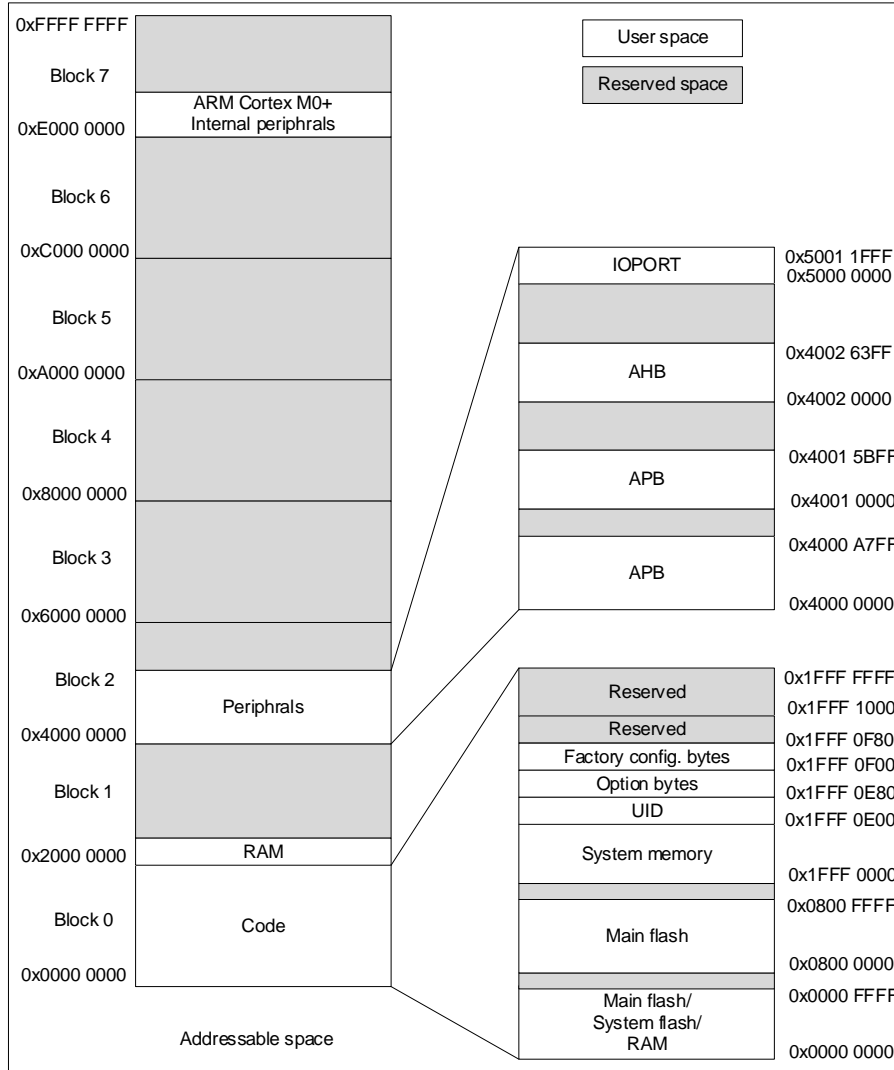 0xFFFF FFFF
Block 7
ARM Cortex M0+
Internal periphrals
0xE000 0000
Block 6
0xC000 0000
Block 5
0xA000 0000
Block 4
0x8000 0000
Block 3
0x6000 0000
Block 2
Periphrals
0x4000 0000
Block 1
RAM
0x2000 0000
Block 0
Code
0x0000 0000
Addressable space
User space
Reserved space
IOPORT
0x5001 1FFF
0x5000 0000
0x4002 63FF
AHB
0x4002 0000
0x4001 5BFF
APB
0x4001 0000
0x4000 A7FF
APB
0x4000 0000
0x1FFF FFFF
Reserved
0x1FFF 1000
Reserved
0x1FFF 0F80
Factory config. bytes
0x1FFF 0F00
Option bytes
0x1FFF 0E80
UID
0x1FFF 0E00
System memory
0x1FFF 0000
0x0800 FFFF
Main flash
0x0800 0000
0x0000 FFFF
Main flash/
System flash/
RAM
0x0000 0000